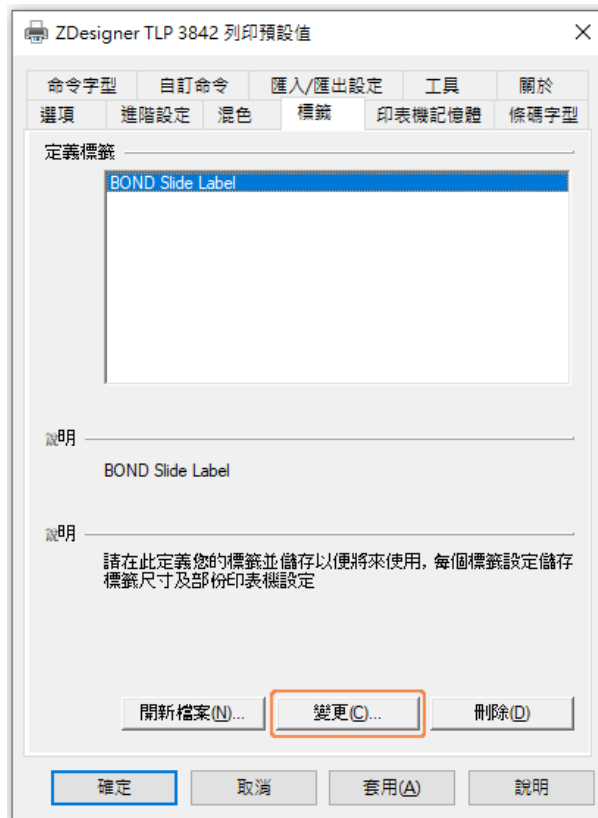 ZDesigner TLP 3842 列印預設值
命令字型 自訂命令 匯入/匯出設定 工具 關於
選項 進階設定 混色 標籤 印表機記憶體 條碼字型
定義標籤
BOND Slide Label
說明
BOND Slide Label
說明
請在此定義您的標籤並儲存以便將來使用, 每個標籤設定儲存
標籤尺寸及部份印表機設定
開新檔案(N)... 變更(C)... 刪除(D)
確定 取消 套用(A) 說明